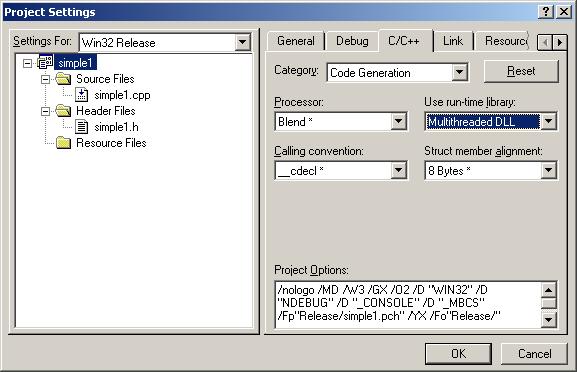 Project Settings
Settings For: Win32 Release
simple1
Source Files
simple1.cpp
Header Files
simple1.h
Resource Files
General Debug C/C++ Link Resourc
Category: Code Generation Reset
Processor: Use run-time library:
Blend * Multithreaded DLL
Calling convention: Struct member alignment:
__cdecl * 8 Bytes *
Project Options:
/nologo /MD /W3 /GX /O2 /D "WIN32" /D
"NDEBUG" /D "_CONSOLE" /D "_MBCS"
/Fp"Release/simple1.pch" /YX /Fo"Release/"
OK Cancel